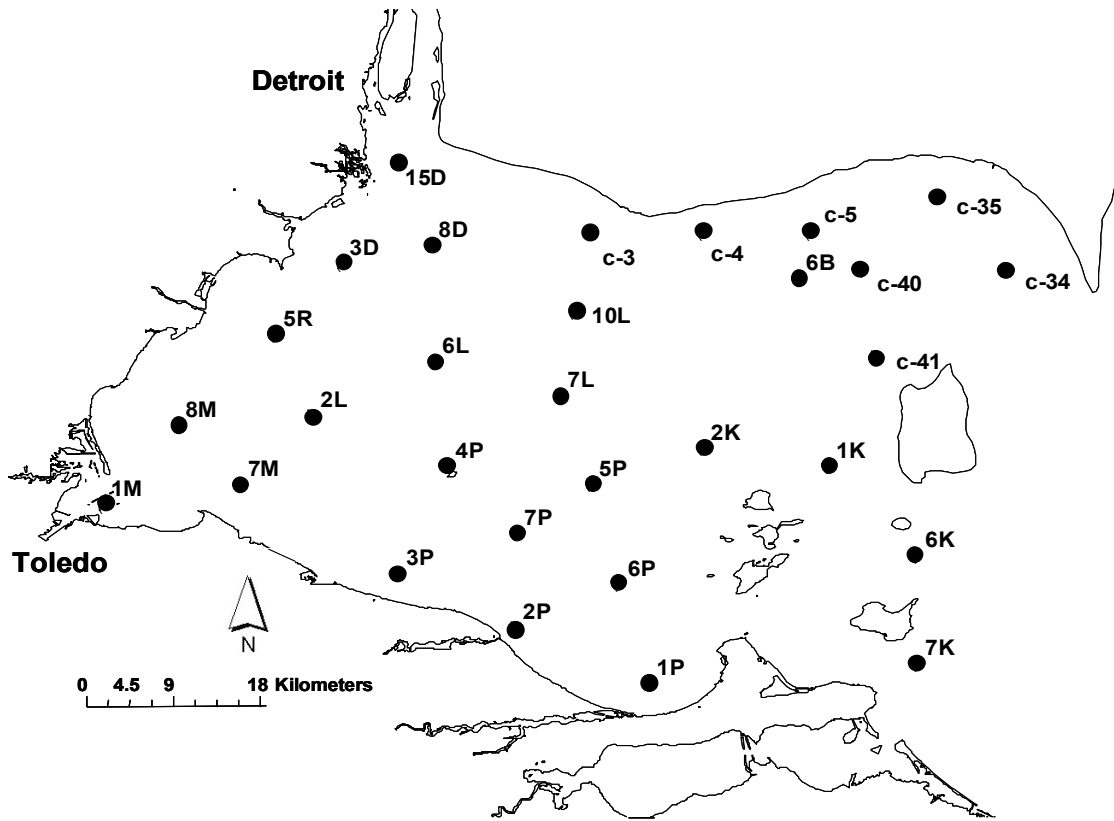 Detroit
15D
c-35
c-5
8D
3D
c-3
c-4
6B
c-40
c-34
10L
5R
6L
c-41
7L
2L
8M
2K
4P
1K
7M
5P
1M
7P
6K
Toledo
3P
6P
2P
7K
1P
N
0 4.5 9 18 Kilometers